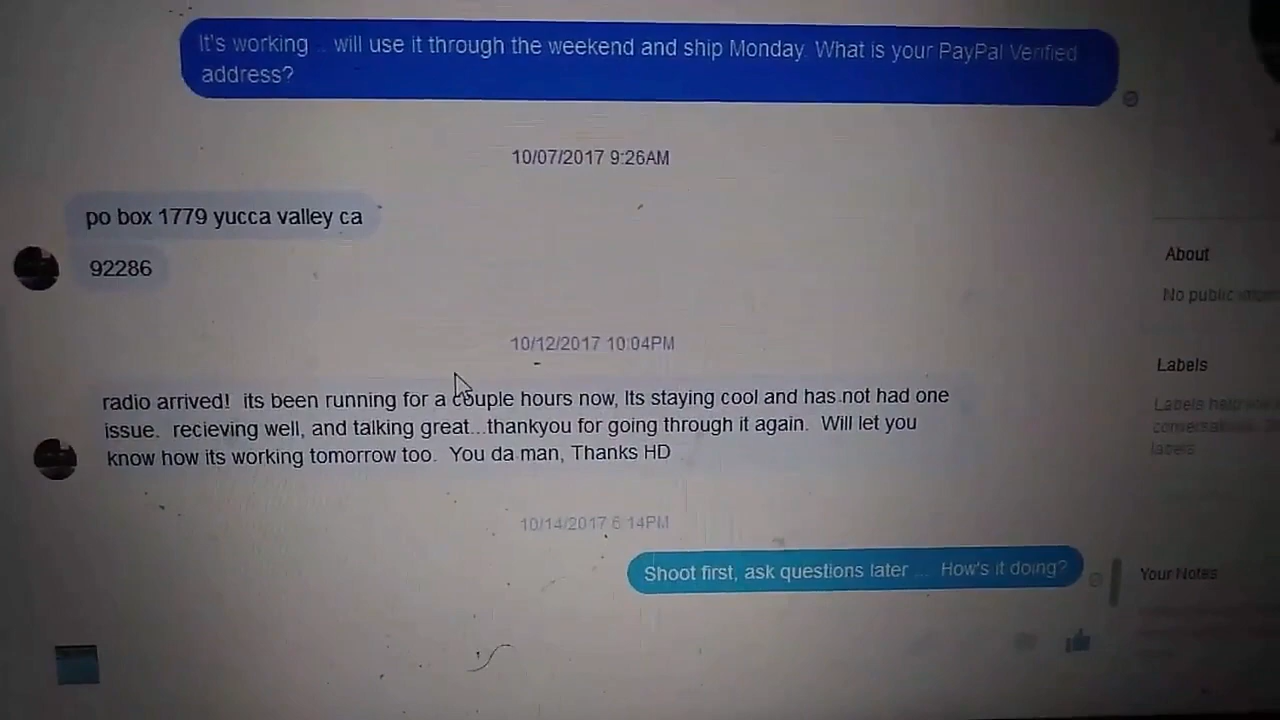 It's working .. will use it through the weekend and ship Monday. What is your PayPal Verified
address?
10/07/2017 9:26AM
po box 1779 yucca valley ca
92286
10/12/2017 10:04PM
radio arrived! its been running for a couple hours now, Its staying cool and has not had one
issue. recieving well, and talking great...thankyou for going through it again. Will let you
know how its working tomorrow too. You da man, Thanks HD
10/14/2017 6:14PM
Shoot first, ask questions later ... How's it doing?
About
No public
Labels
Labels help
labels
Your Notes